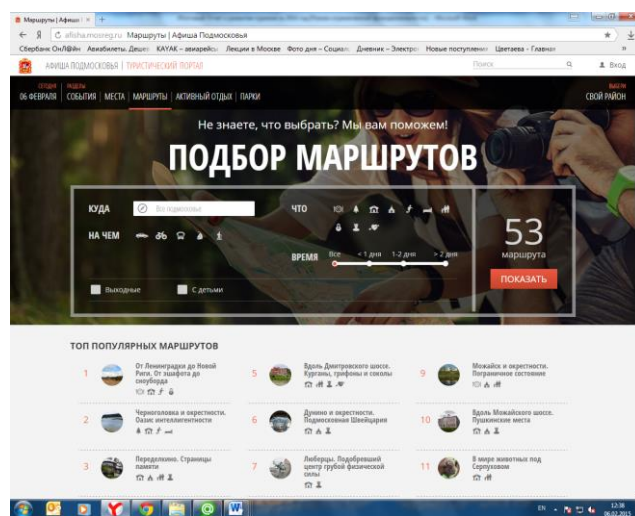 Маршруты | Афиша
afisha.mosreg.ru Маршруты | Афиша Подмосковья
Сбербанк ОнЛ@йн Авиабилеты. Дешег KAYAK – авиарейсы Лекции в Москве Фото дня – Социал Дневник – Электро Новые поступления Цветаева - Главная
АФИША ПОДМОСКОВЬЯ | ТУРИСТИЧЕСКИЙ ПОРТАЛ Поиск Вход
СЕГОДНЯ РАЗДЕЛЫ
06 ФЕВРАЛЯ СОБЫТИЯ | МЕСТА | МАРШРУТЫ | АКТИВНЫЙ ОТДЫХ | ПАРКИ СВОЙ РАЙОН
Не знаете, что выбрать? Мы вам поможем!
ПОДБОР МАРШРУТОВ
КУДА Все подмосковье
НА ЧЕМ
Выходные С детьми
ЧТО
ВРЕМЯ Все < 1 дня 1-2 дня > 2 дня
53
маршрута
ПОКАЗАТЬ
ТОП ПОПУЛЯРНЫХ МАРШРУТОВ
1 От Ленинградки до Новой
Риги. От эшафота до
сноуборда
2 Черноголовка и окрестности.
Оазис интеллигентности
3 Переделкино. Страницы
памяти
5 Вдоль Дмитровского шоссе.
Курганы, грифоны и соколы
6 Дунино и окрестности.
Подмосковная Швейцария
7 Люберцы. Подобревший
центр грубой физической
силы
9 Можайск и окрестности.
Пограничное состояние
10 Вдоль Можайского шоссе.
Пушкинские места
11 В мире животных под
Серпуховом
EN 12:38
06.02.2015